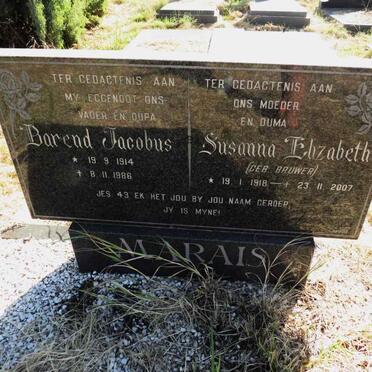 TER GEDAGTENIS AAN
MY EGGENOOT ONS
VADER EN OUPA
Barend Jacobus
* 19 9 1914
+ 8 11 1986
TER GEDAGTENIS AAN
ONS MOEDER
EN OUMA
Susanna Elizabeth
(GEB. BRUWER)
* 19 1 1918 + 23 11 2007
JES 43 EK HET JOU BY JOU NAAM GEROEP,
JY IS MYNE!
MARAIS